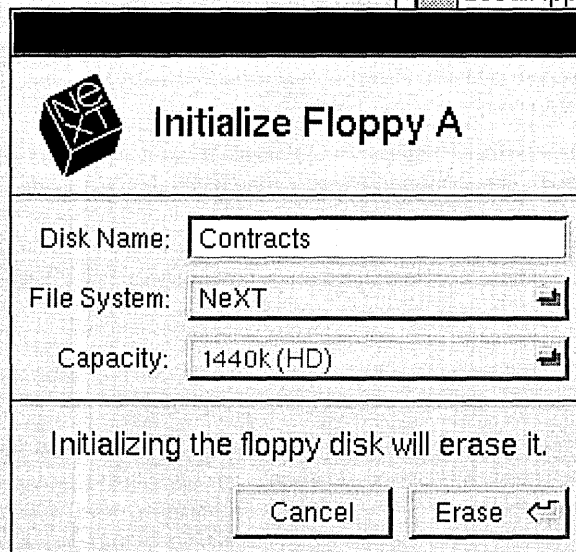 NeXT
Initialize Floppy A
Disk Name: Contracts
File System: NeXT
Capacity: 1440k (HD)
Initializing the floppy disk will erase it.
Cancel Erase